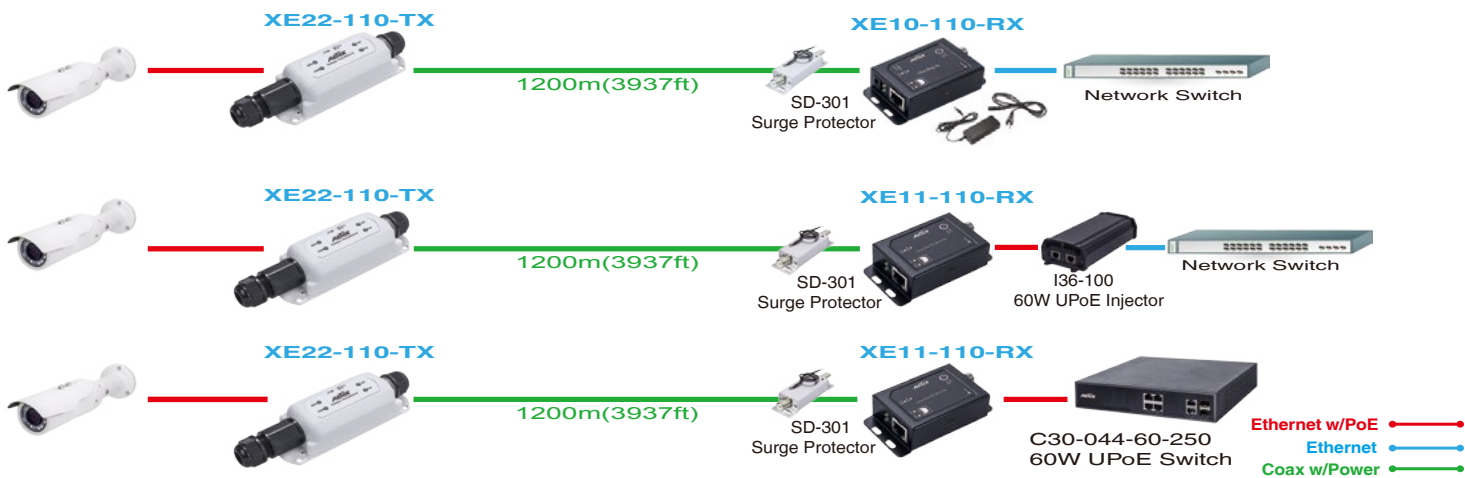 XE22-110-TX
XE10-110-RX
1200m(3937ft)
SD-301
Surge Protector
Network Switch
XE22-110-TX
XE11-110-RX
1200m(3937ft)
SD-301
Surge Protector
I36-100
60W UPoE Injector
Network Switch
XE22-110-TX
XE11-110-RX
1200m(3937ft)
SD-301
Surge Protector
C30-044-60-250
60W UPoE Switch
Ethernet w/PoE
Ethernet
Coax w/Power